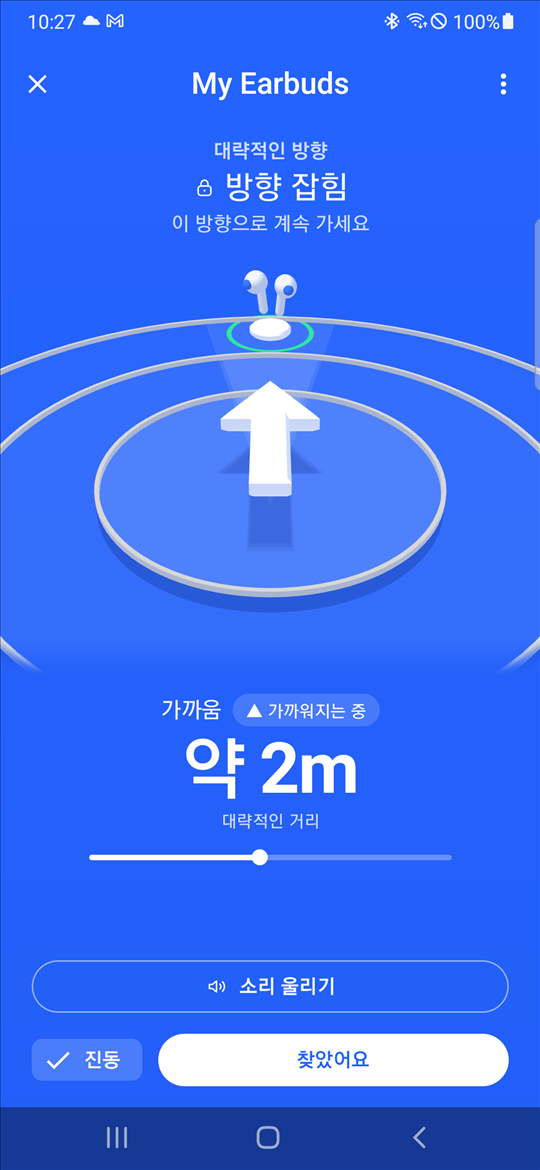 10:27
100%
My Earbuds
대략적인 방향
방향 잡힘
이 방향으로 계속 가세요
가까움
가까워지는 중
약 2m
대략적인 거리
소리 울리기
진동
찾았어요